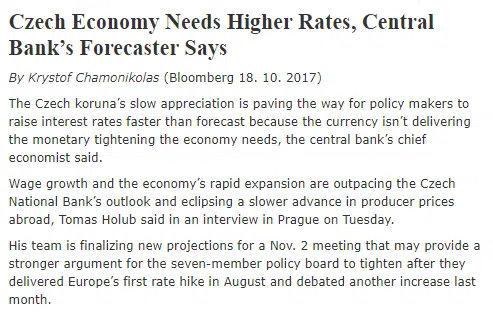 Czech Economy Needs Higher Rates, Central
Bank’s Forecaster Says
By Krystof Chamonikolas (Bloomberg 18. 10. 2017)
The Czech koruna’s slow appreciation is paving the way for policy makers to
raise interest rates faster than forecast because the currency isn’t delivering
the monetary tightening the economy needs, the central bank’s chief
economist said.
Wage growth and the economy’s rapid expansion are outpacing the Czech
National Bank’s outlook and eclipsing a slower advance in producer prices
abroad, Tomas Holub said in an interview in Prague on Tuesday.
His team is finalizing new projections for a Nov. 2 meeting that may provide a
stronger argument for the seven-member policy board to tighten after they
delivered Europe’s first rate hike in August and debated another increase last
month.